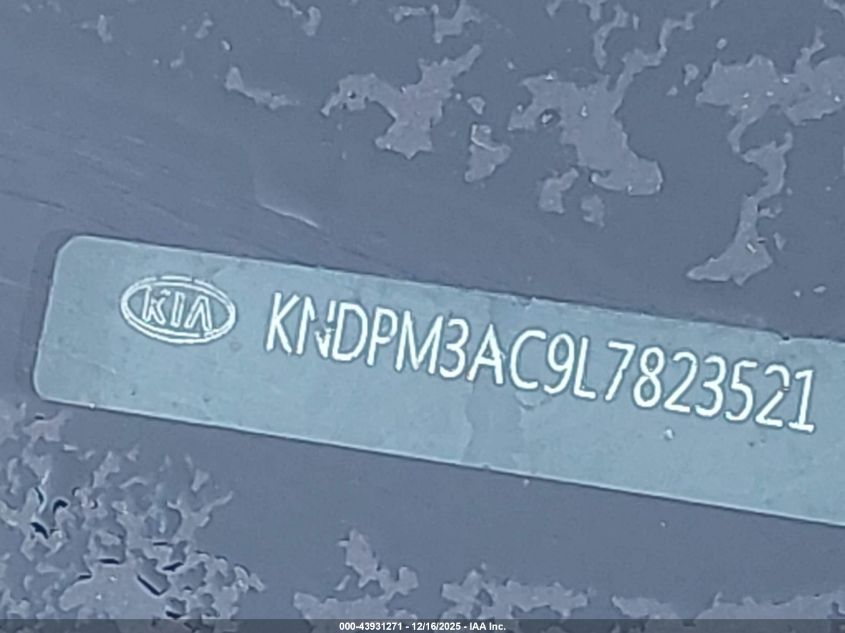 KIA KNDPM3AC9L7823521
000-43931271 - 12/16/2025 - IAA Inc.